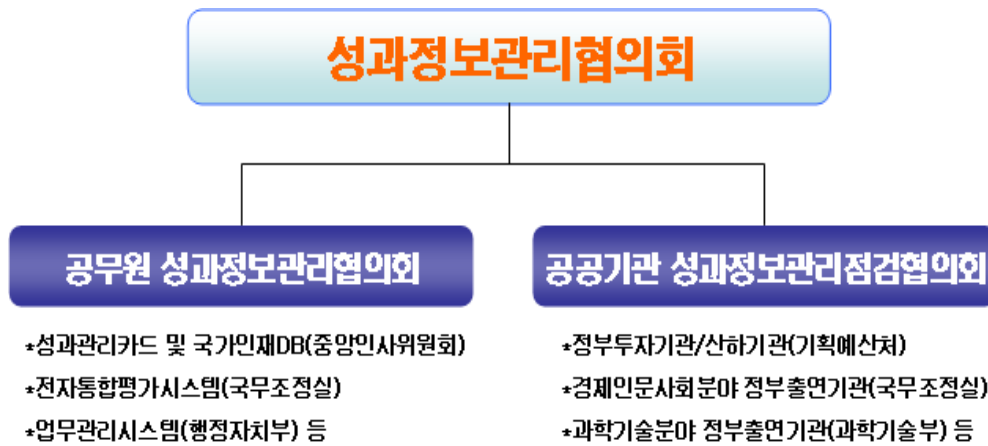 성과정보관리협의회
공무원 성과정보관리협의회
*성과관리카드 및 국가인재DB(중앙인사위원회)
*전자통합평가시스템(국무조정실)
*업무관리시스템(행정자치부) 등
공공기관 성과정보관리점검협의회
*정부투자기관/산하기관(기획예산처)
*경제인문사회분야 정부출연기관(국무조정실)
*과학기술분야 정부출연기관(과학기술부) 등